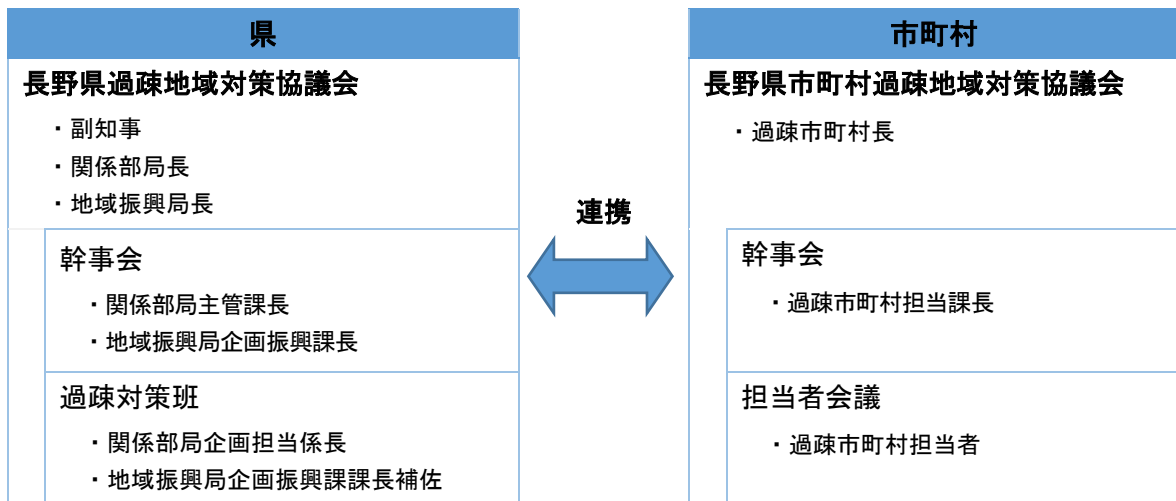 県
長野県過疎地域対策協議会
・副知事
・関係部局長
・地域振興局長
幹事会
・関係部局主管課長
・地域振興局企画振興課長
過疎対策班
・関係部局企画担当係長
・地域振興局企画振興課課長補佐
連携
市町村
長野県市町村過疎地域対策協議会
・過疎市町村長
幹事会
・過疎市町村担当課長
担当者会議
・過疎市町村担当者